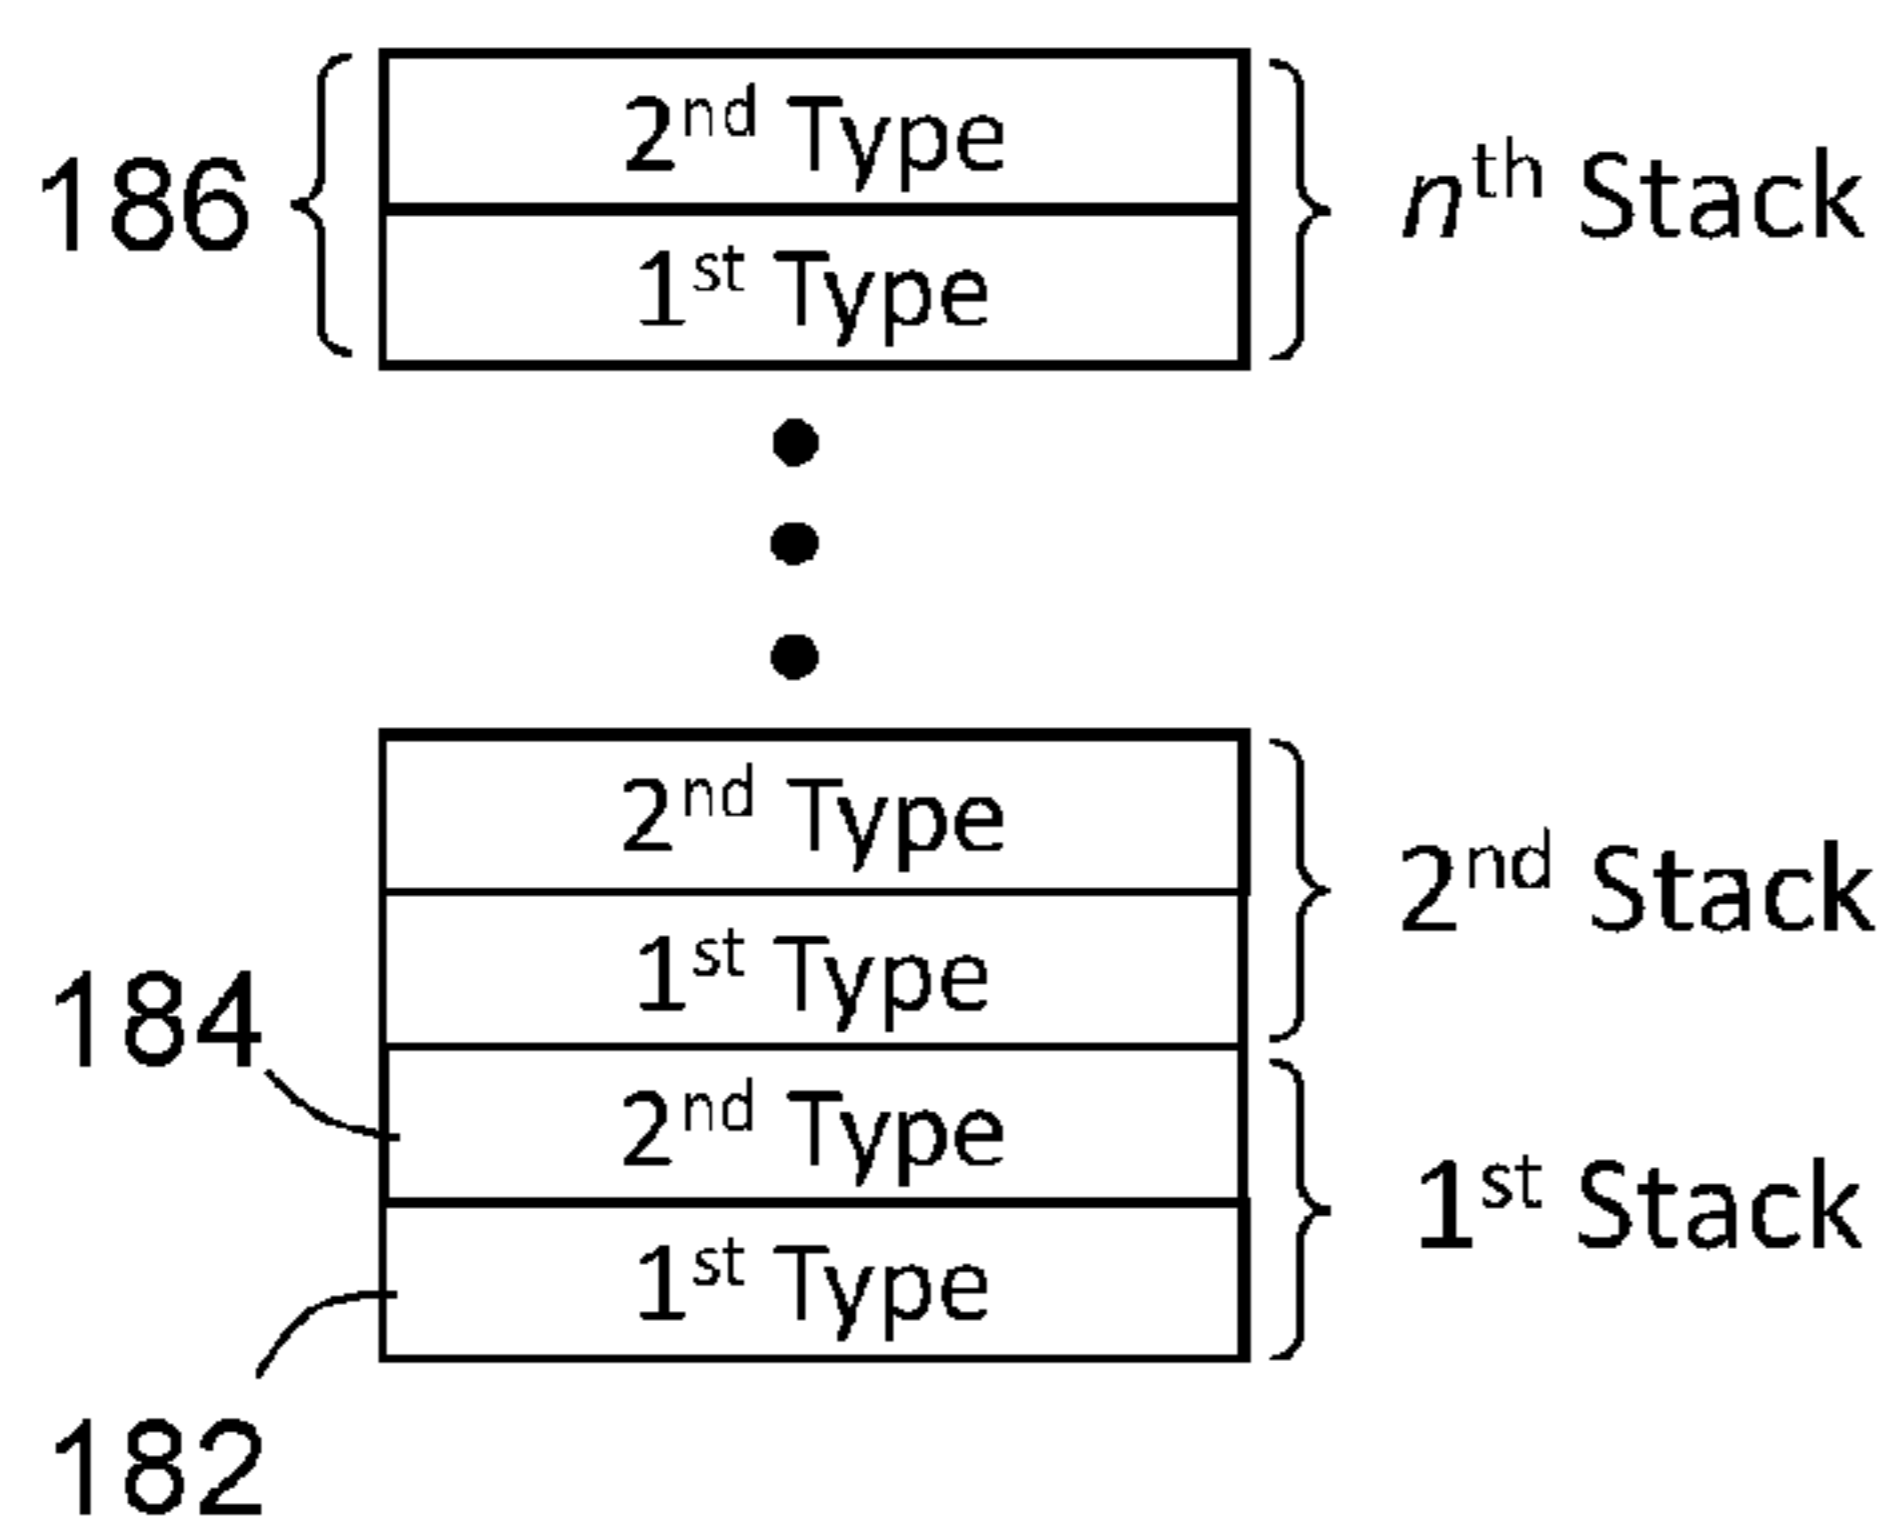 2nd Type
186 nth Stack
1st Type
2nd Type
2nd Stack
1st Type
184
2nd Type
1st Stack
1st Type
182